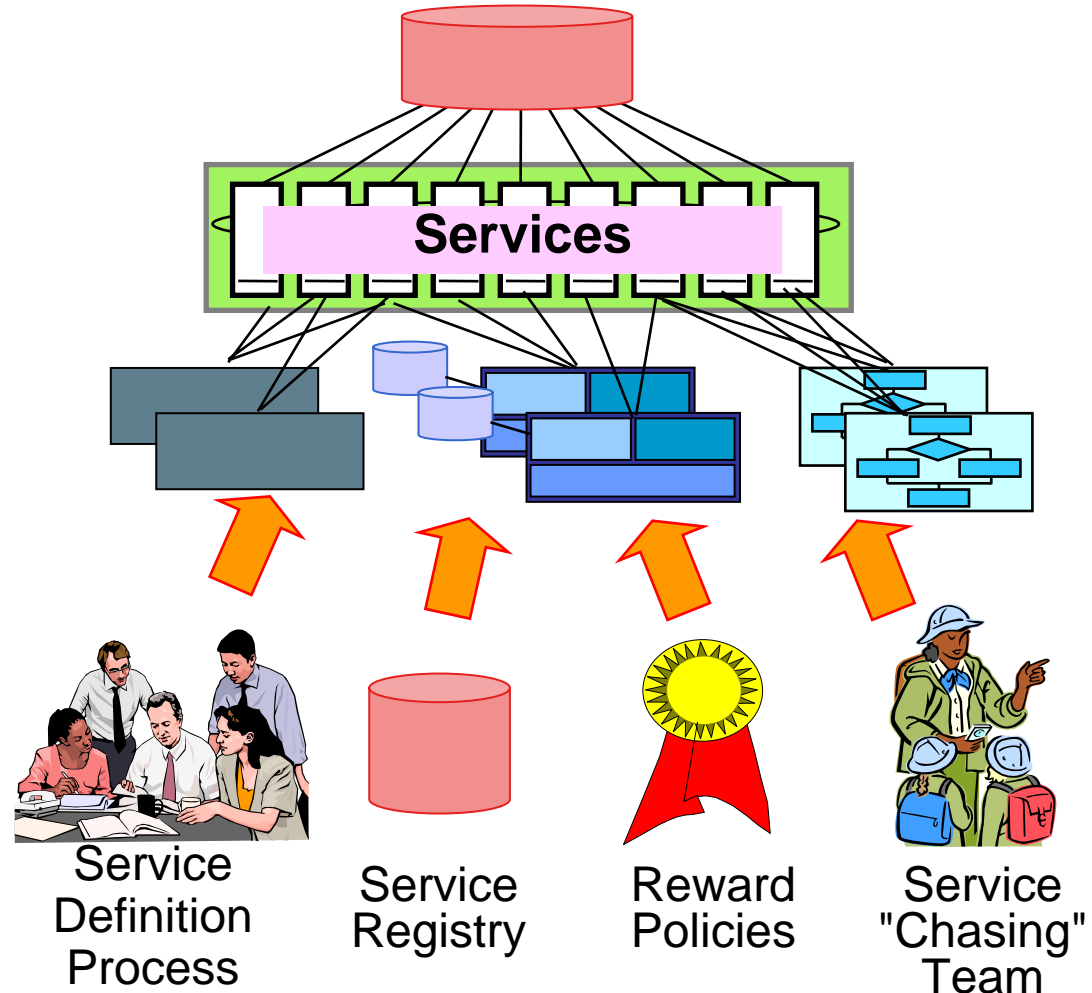 Services
Service
Definition
Process
Service
Registry
Reward
Policies
Service
"Chasing"
Team